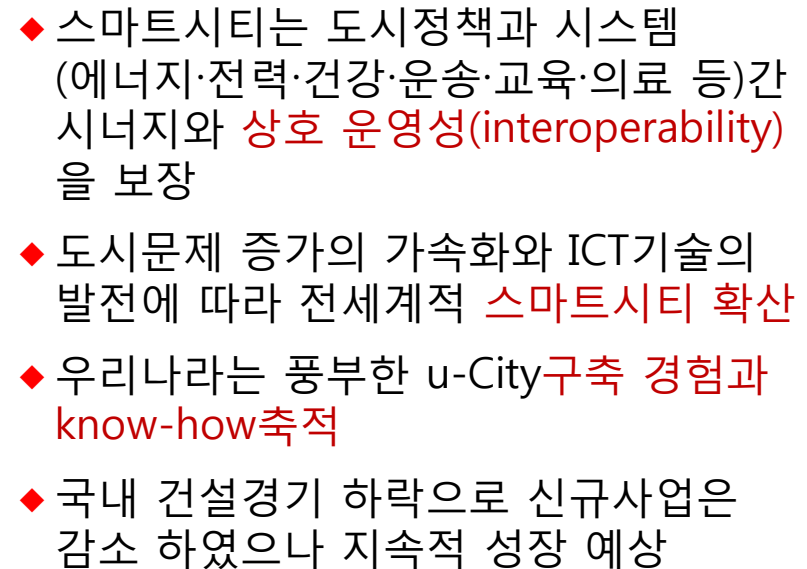 ◆ 스마트시티는 도시정책과 시스템
(에너지·전력·건강·운송·교육·의료 등)간
시너지와 상호 운영성(interoperability)
을 보장
◆ 도시문제 증가의 가속화와 ICT기술의
발전에 따라 전세계적 스마트시티 확산
◆ 우리나라는 풍부한 u-City구축 경험과
know-how축적
◆ 국내 건설경기 하락으로 신규사업은
감소 하였으나 지속적 성장 예상